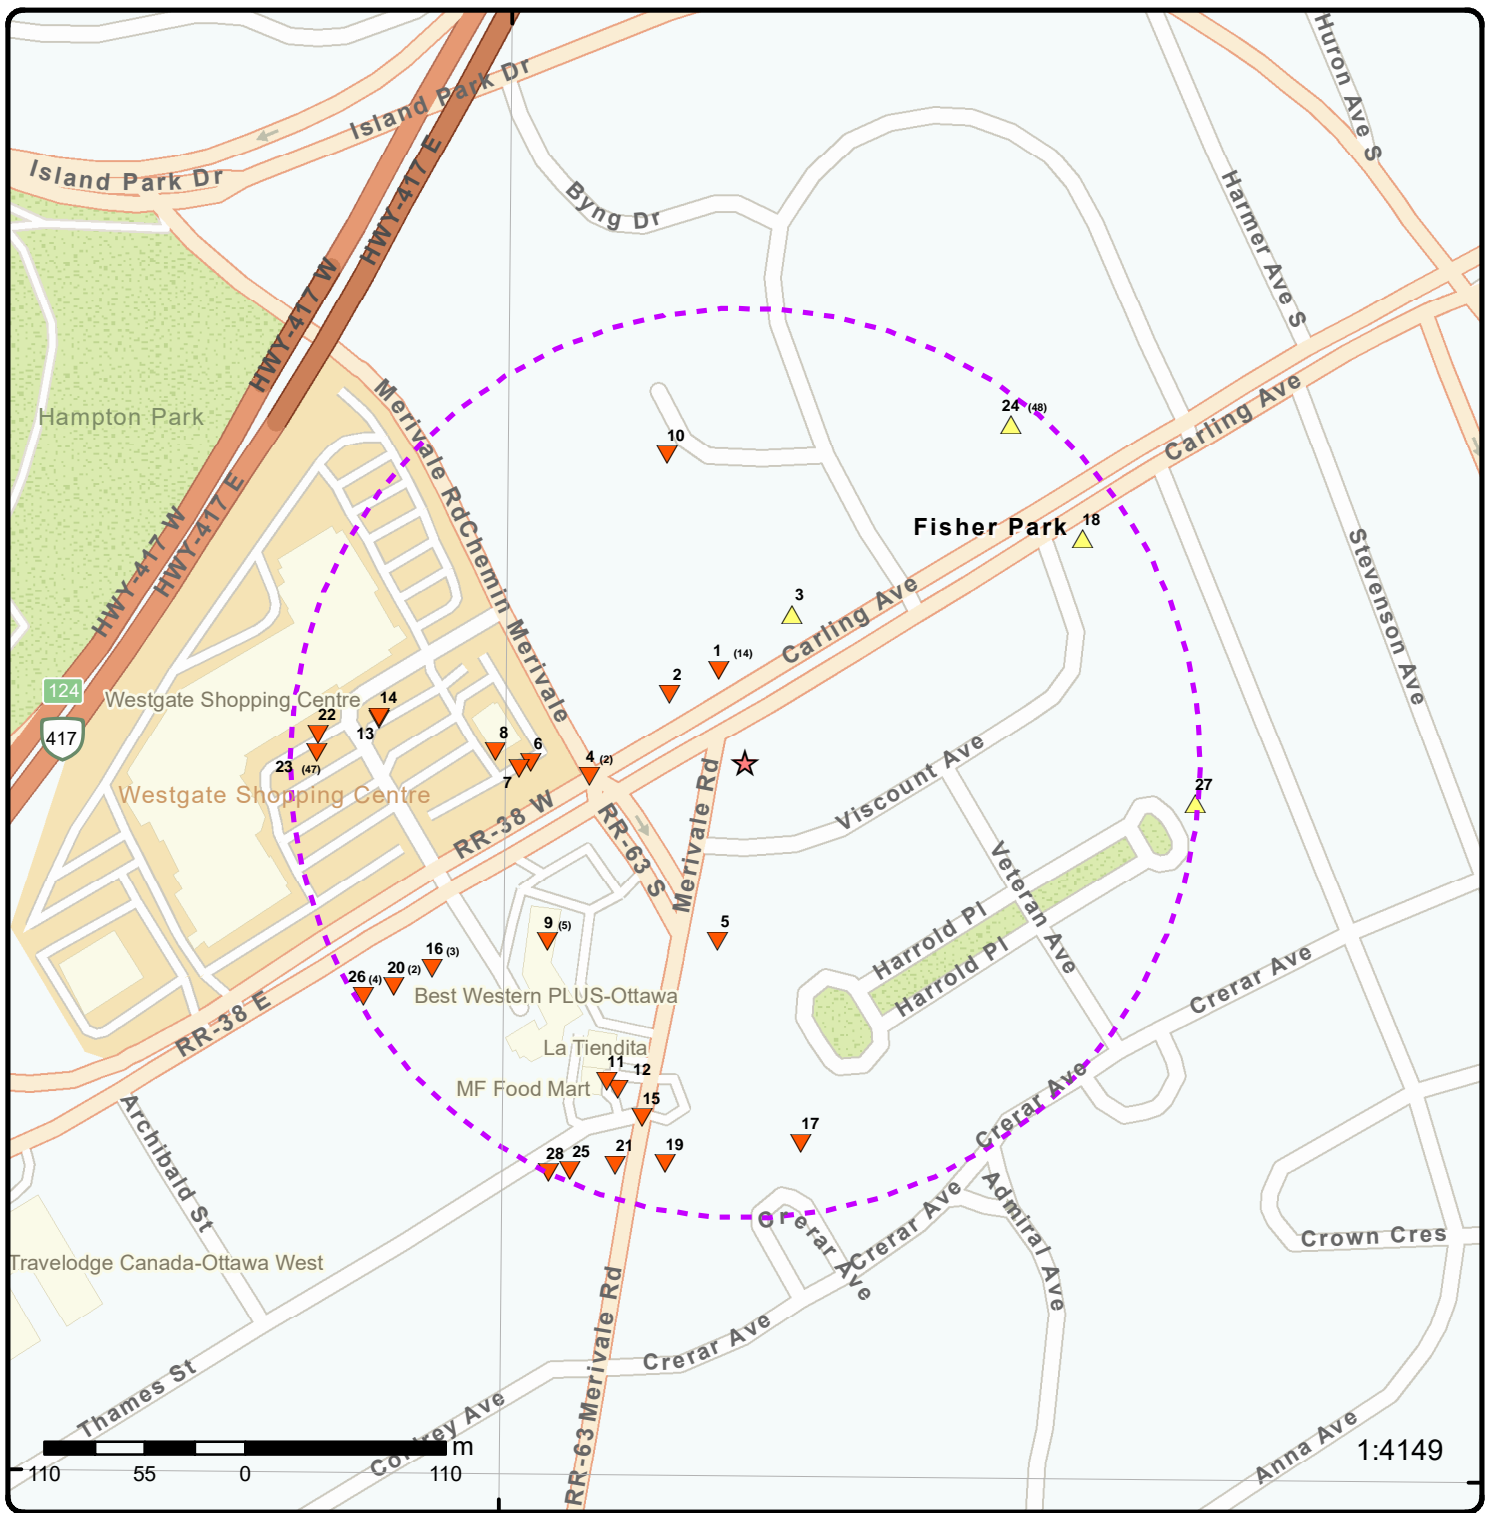 Huron Ave S
Island Park Dr
Island Park Dr
HWY-417 E
Byng Dr
Harmer Ave S
HWY-417 W
Hampton Park
Merivale Rd
24 (48)
Carling Ave
10
HWY-417 E
HWY-417 W
Chemin Merivale
Fisher Park
18
Stevenson Ave
3
Carling Ave
1 (14)
2
124
Westgate Shopping Centre
14
22
13
417
8
6
4 (2)
23 (47)
7
27
Westgate Shopping Centre
RR-38 W
Merivale Rd
Viscount Ave
RR-63 S
Veteran Ave
9 (5)
5
Harrold Pl
16 (3)
20 (2)
26 (4)
Harrold Pl
Crerar Ave
Best Western PLUS-Ottawa
RR-38 E
La Tiendita
11
12
MF Food Mart
15
Crerar Ave
Archibald St
17
28
25
21
19
Admiral Ave
Crerar Ave
Crerar Ave
Crown Cres
Travelodge Canada-Ottawa West
Merivale Rd
Crerar Ave
Thames St
RR-63
Anna Ave
m
110
55
0
110
1:4149